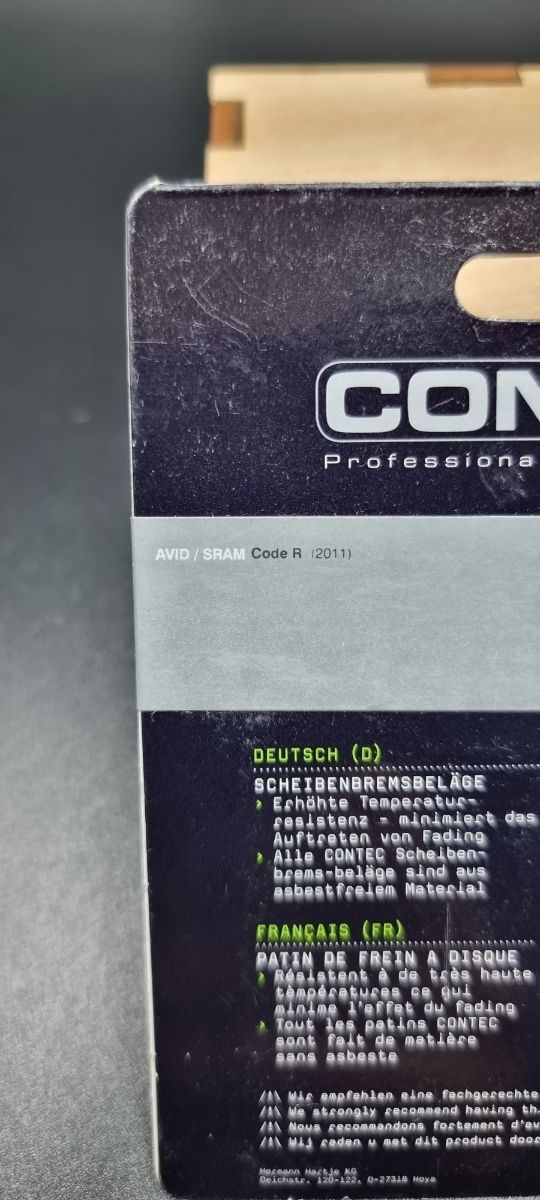 CON
Professiona
AVID / SRAM Code R (2011)
DEUTSCH (D)
SCHEIBENBREMSBELÄGE
Erhöhte Temperatur-
resistenz - minimiert das
Auftreten von Fading
Alle CONTEC Scheiben-
brems-beläge sind aus
asbestfreiem Material
FRANÇAIS (FR)
PATIN DE FREIN A DISQUE
Résistent à de très haute
températures ce qui
minime l'effet du fading
Tout les patins CONTEC
sont fait de matière
sans asbeste
Wir empfehlen eine fachgerechte
We strongly recommend having th
Nous recommandons fortement d'av
Wij raden u met dit product door
Hermann Hartje KG
Deichstr. 120-122, D-27318 Hoya